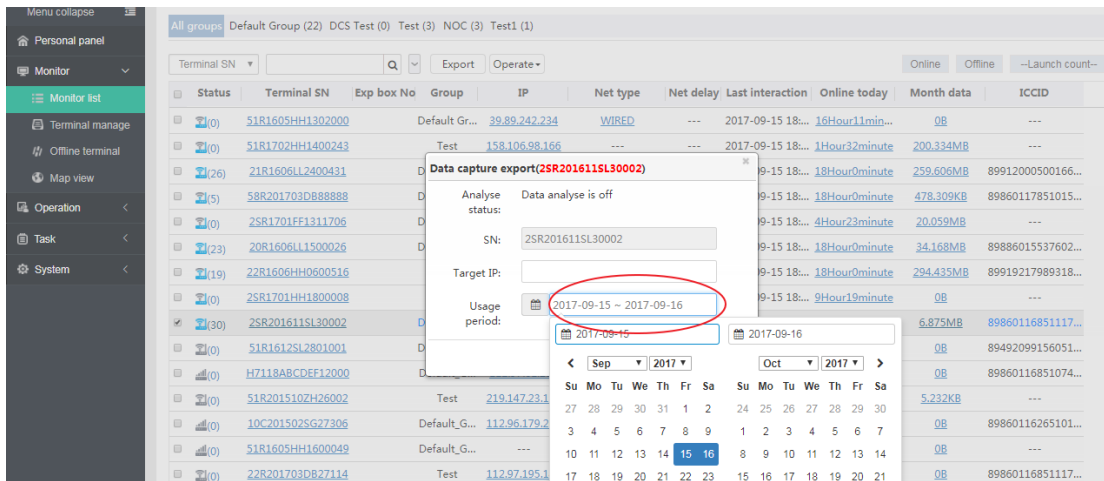 Menu collapse
Personal panel
Monitor
Monitor list
Terminal manage
Offline terminal
Map view
Operation
Task
System
All groups Default Group (22) DCS Test (0) Test (3) NOC (3) Test1 (1)
Terminal SN Export Operate Online Offline --Launch count--
Status Terminal SN Exp box No Group IP Net type Net delay Last interaction Online today Month data ICCID
(0) 51R1605HH1302000 Default Gr... 39.89.242.234 WIRED --- 2017-09-15 18:... 16Hour11min... 0B ---
(0) 51R1702HH1400243 Test 158.106.98.166 --- --- 2017-09-15 18:... 1Hour32minute 200.334MB ---
(26) 21R1606LL2400431 D 9-15 18:... 18Hour0minute 259.606MB 89912000500166...
(5) 58R201703DB88888 D 9-15 18:... 18Hour0minute 478.309KB 89860117851015...
(0) 2SR1701FF1311706 D 9-15 18:... 4Hour23minute 20.059MB ---
(23) 20R1606LL1500026 D 9-15 18:... 18Hour0minute 34.168MB 89886015537602...
(19) 22R1606HH0600516 D 9-15 18:... 18Hour0minute 294.435MB 89919217989318...
(0) 2SR1701HH1800008 D 9-15 18:... 9Hour19minute 0B ---
(30) 2SR201611SL30002 D 6.875MB 89860116851117...
(0) 51R1612SL2801001 D 0B 89492099156051...
(0) H7118ABCDEF12000 0B 89860116851074...
(0) 51R201510ZH26002 Test 219.147.23.1 5.232KB ---
(0) 10C201502SG27306 Default_G... 112.96.179.2 0B 89860116265101...
(0) 51R1605HH1600049 Default_G... --- 0B ---
(0) 22R201703DB27114 Test 112.97.195.1 0B 89860116851117...
Data capture export(2SR201611SL30002)
Analyse status: Data analyse is off
SN: 2SR201611SL30002
Target IP:
Usage period: 2017-09-15 ~ 2017-09-16
2017-09-15 2017-09-16
Sep 2017 Oct 2017
Su Mo Tu We Th Fr Sa Su Mo Tu We Th Fr Sa
27 28 29 30 31 1 2 24 25 26 27 28 29 30
3 4 5 6 7 8 9 1 2 3 4 5 6 7
10 11 12 13 14 15 16 8 9 10 11 12 13 14
17 18 19 20 21 22 23 15 16 17 18 19 20 21